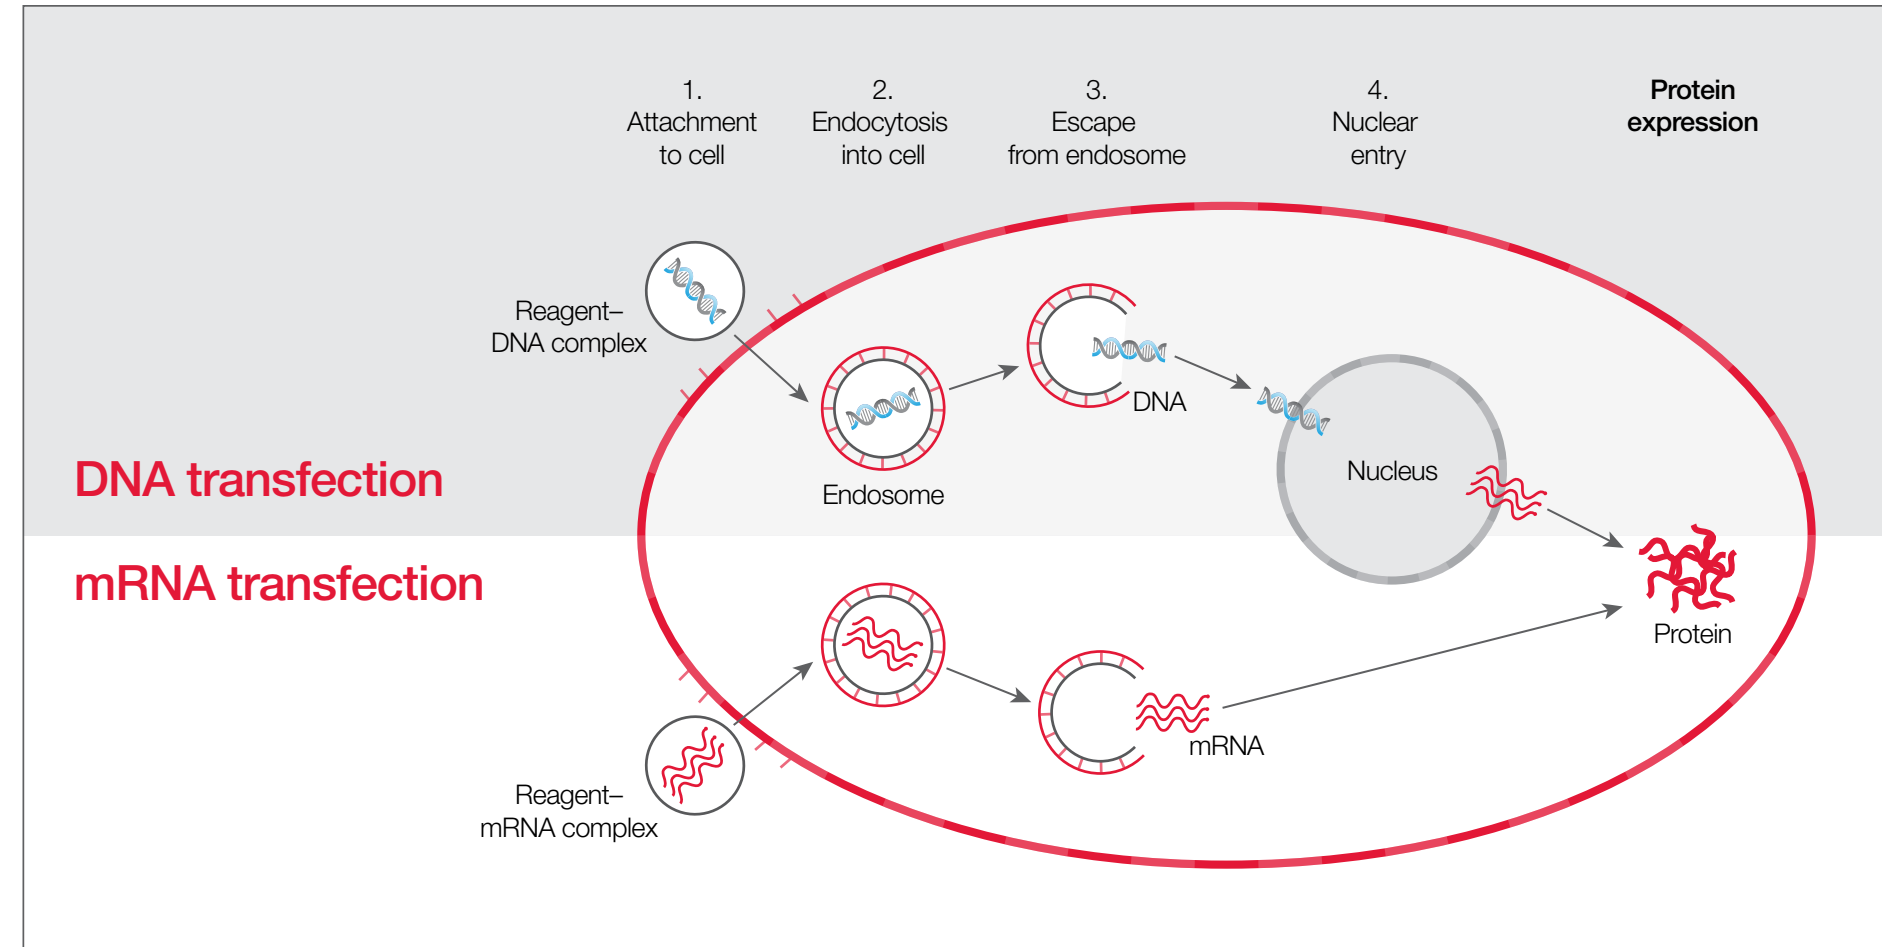 1.
Attachment
to cell
2.
Endocytosis
into cell
3.
Escape
from endosome
4.
Nuclear
entry
Protein
expression
Reagent–
DNA complex
DNA
Nucleus
Endosome
DNA transfection
mRNA transfection
Protein
mRNA
Reagent–
mRNA complex